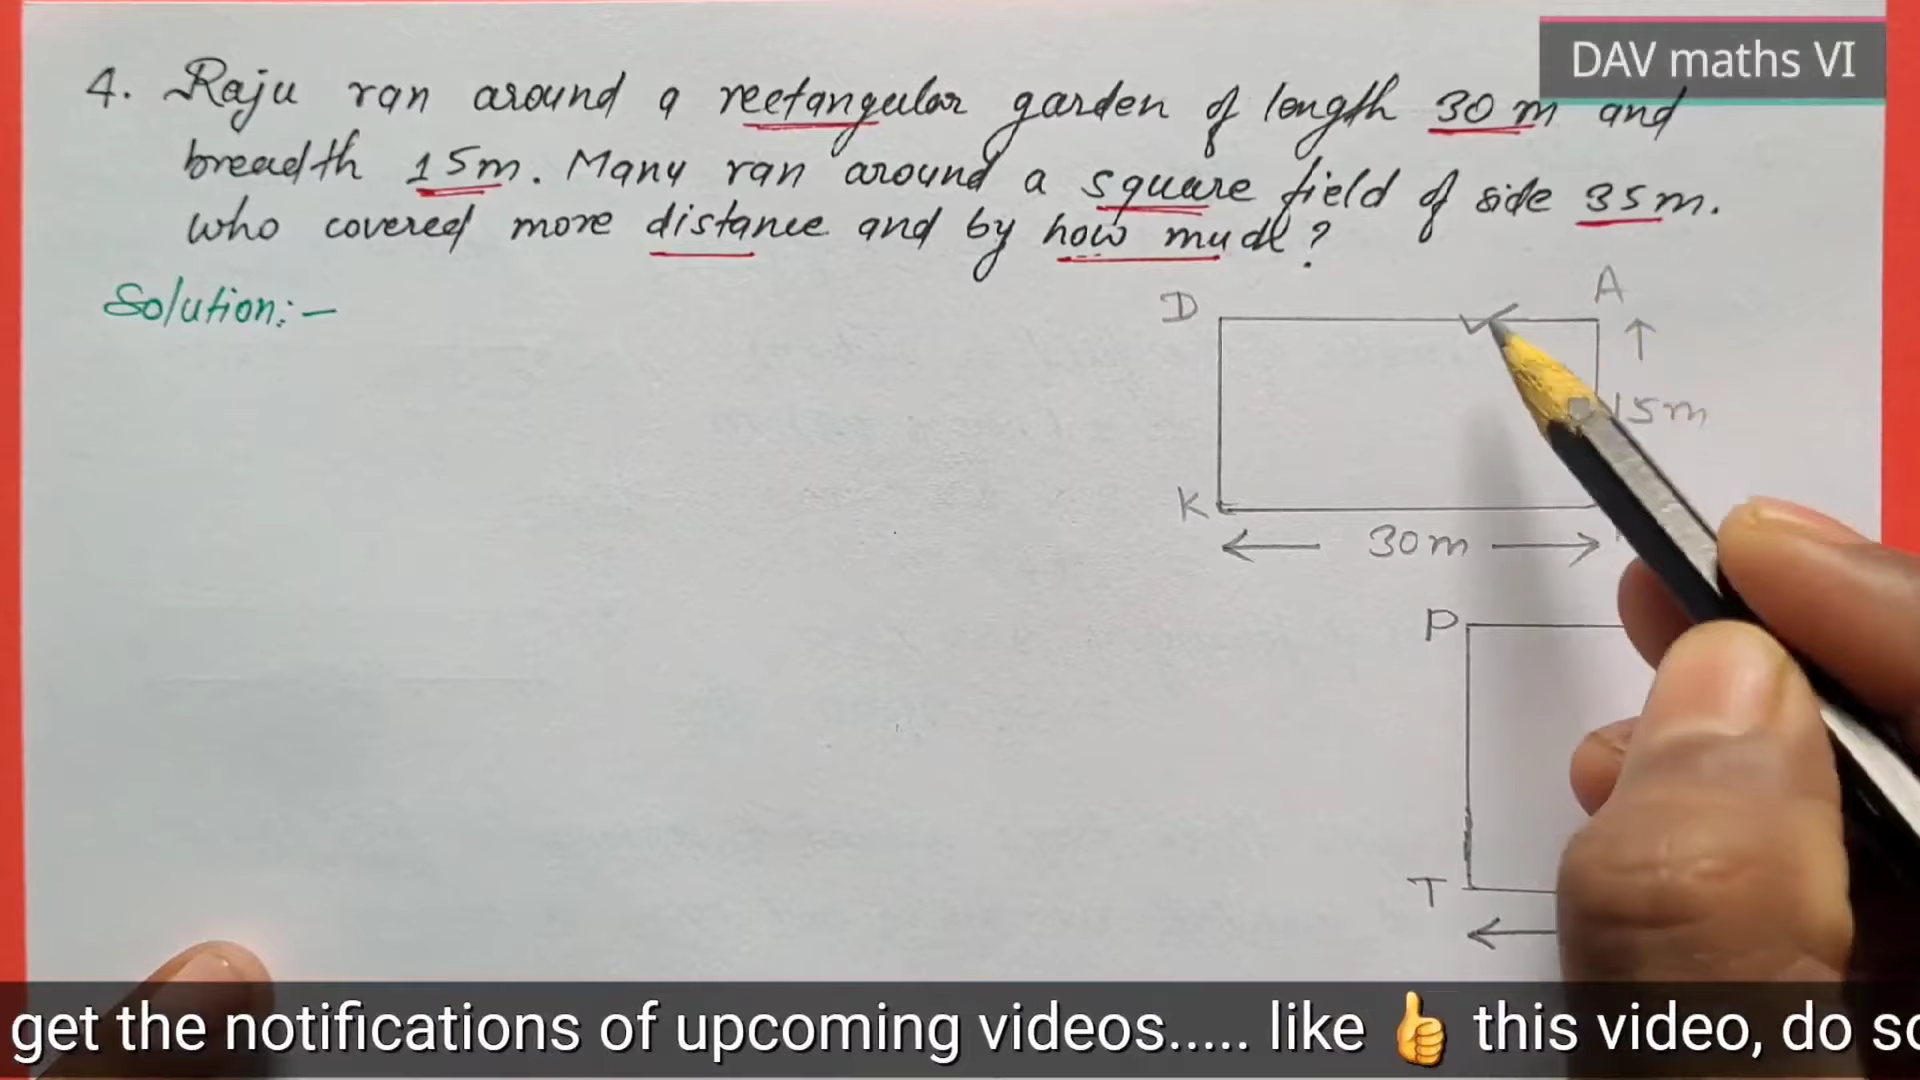 DAV maths VI
4. Raju ran around a rectangular garden of length 30 m and
breadth 15m. Many ran around a square field of side 35m.
who covered more distance and by how much?
Solution:-
D A
15m
K
30m
P
T
get the notifications of upcoming videos..... like 👍 this video, do so